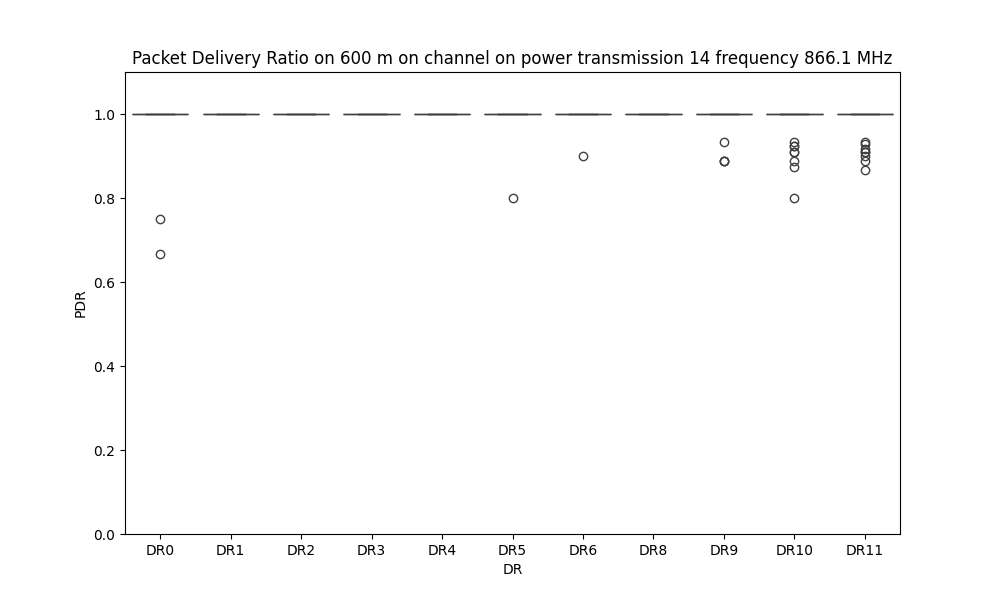 Packet Delivery Ratio on 600 m on channel on power transmission 14 frequency 866.1 MHz
1.0
0.8
0.6
0.4
0.2
0.0
PDR
DR0 DR1 DR2 DR3 DR4 DR5 DR6 DR8 DR9 DR10 DR11
DR